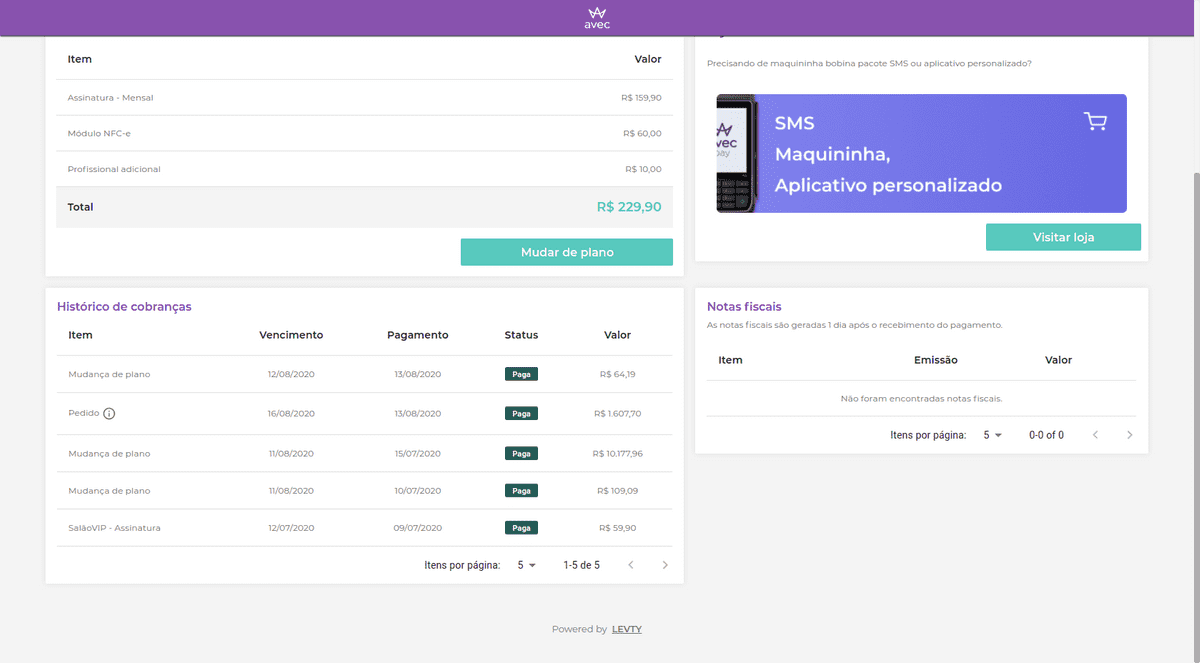 avec
Item Valor
Assinatura - Mensal R$ 159,90
Módulo NFC-e R$ 60,00
Profissional adicional R$ 10,00
Total R$ 229,90
Mudar de plano
Precisando de maquininha bobina pacote SMS ou aplicativo personalizado?
SMS
Maquininha,
Aplicativo personalizado
Visitar loja
Histórico de cobranças
Item Vencimento Pagamento Status Valor
Mudança de plano 12/08/2020 13/08/2020 Paga R$ 64,19
Pedido 16/08/2020 13/08/2020 Paga R$ 1.607,70
Mudança de plano 11/08/2020 15/07/2020 Paga R$ 10.177,96
Mudança de plano 11/08/2020 10/07/2020 Paga R$ 109,09
SalãoVIP - Assinatura 12/07/2020 09/07/2020 Paga R$ 59,90
Itens por página: 5 1-5 de 5
Notas fiscais
As notas fiscais são geradas 1 dia após o recebimento do pagamento.
Item Emissão Valor
Não foram encontradas notas fiscais.
Itens por página: 5 0-0 of 0
Powered by LEVTY